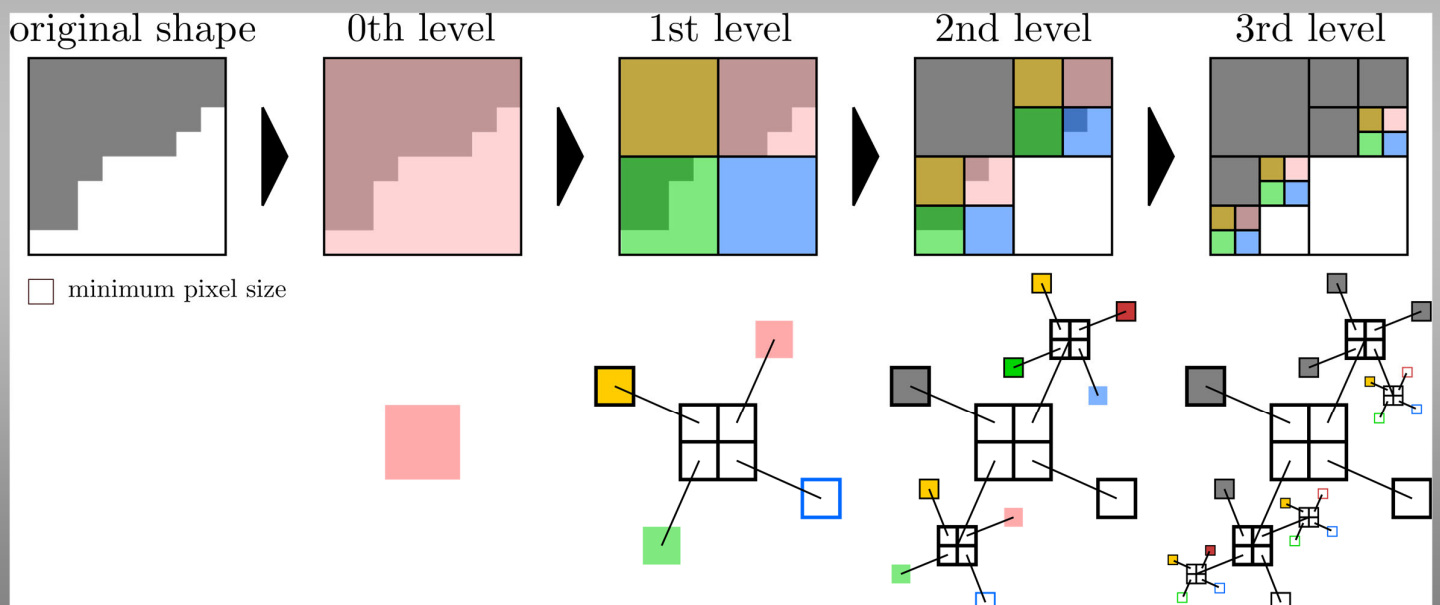 original shape
0th level
1st level
2nd level
3rd level
minimum pixel size